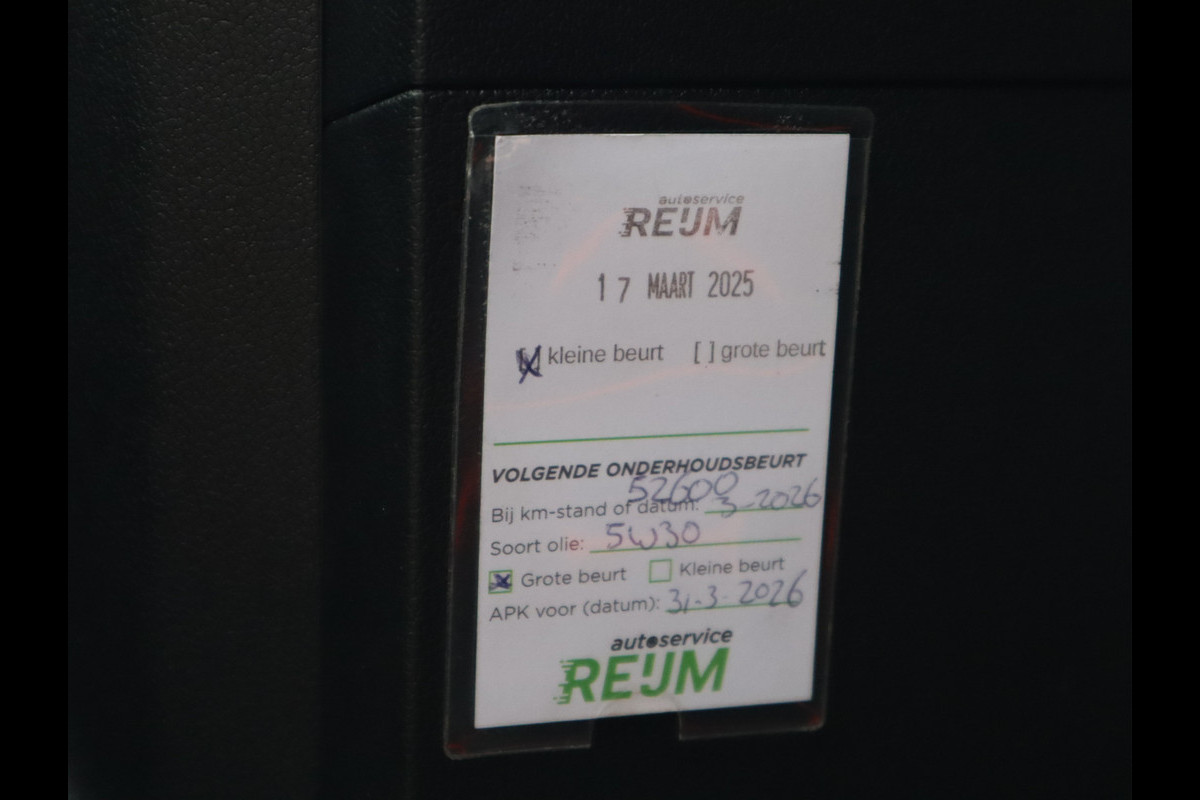 autoservice
REIJM
17 MAART 2025
[X] kleine beurt [ ] grote beurt
VOLGENDE ONDERHOUDSBEURT
52600
Bij km-stand of datum: 3-2026
Soort olie: 5W30
Grote beurt Kleine beurt
APK voor (datum): 31-3-2026
autoservice
REIJM